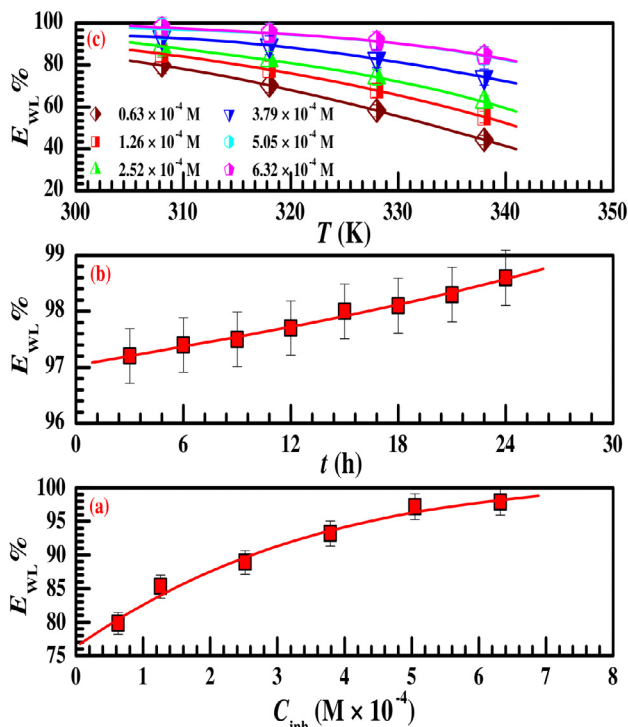 (c)
E_WL %
100
80
60
40
20
0.63 × 10⁻⁴ M 3.79 × 10⁻⁴ M
1.26 × 10⁻⁴ M 5.05 × 10⁻⁴ M
2.52 × 10⁻⁴ M 6.32 × 10⁻⁴ M
300 310 320 330 340 350
T (K)
(b)
E_WL %
99
98
97
96
0 6 12 18 24 30
t (h)
(a)
E_WL %
100
95
90
85
80
75
0 1 2 3 4 5 6 7 8
C_inh (M × 10⁻⁴)